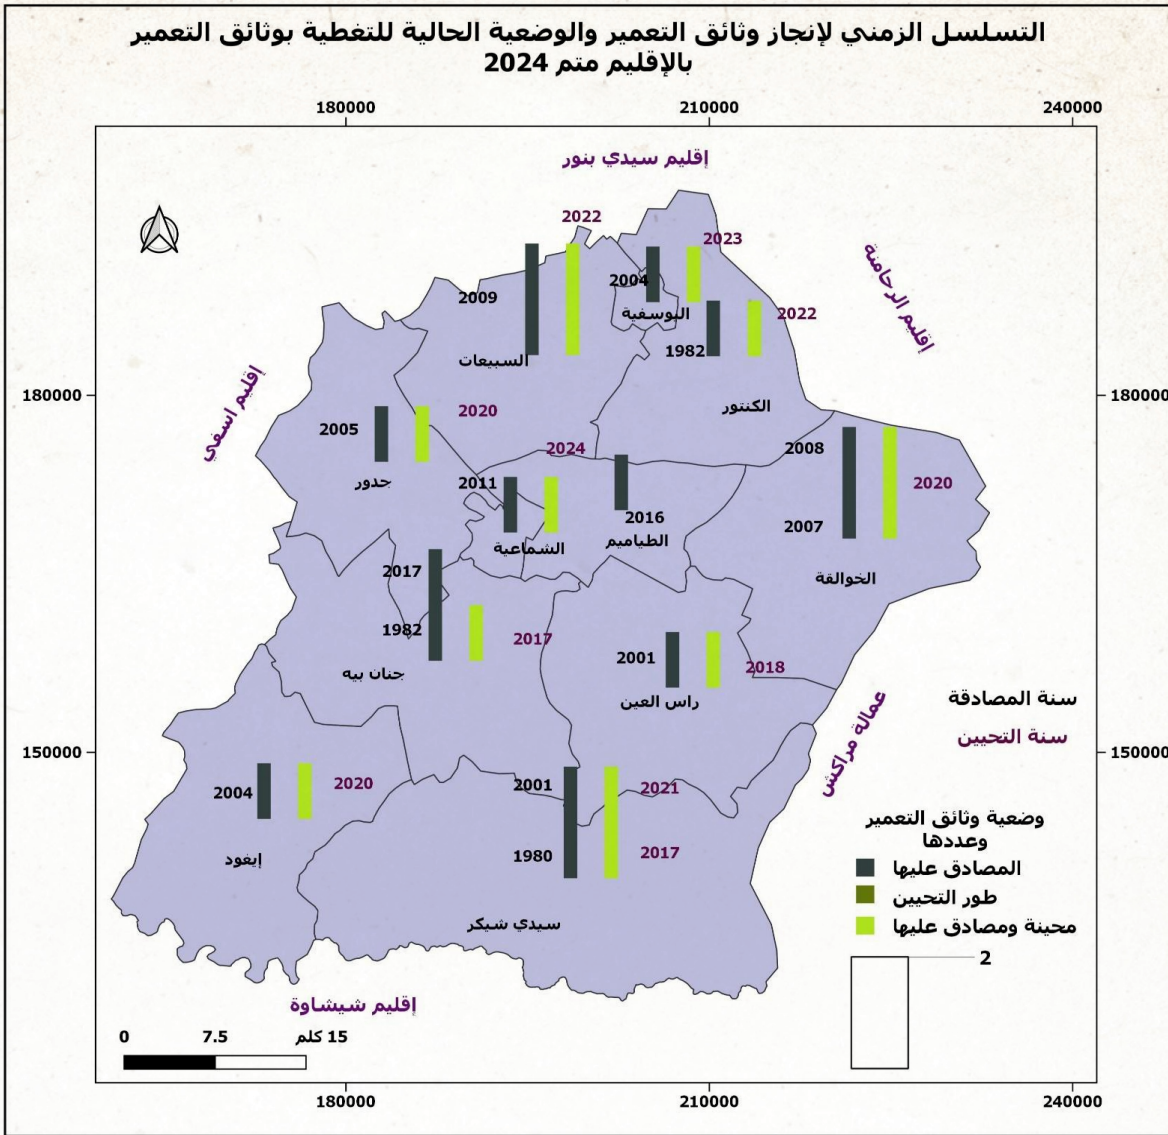 التسلسل الزمني لإنجاز وثائق التعمير والوضعية الحالية للتغطية بوثائق التعمير
بالإقليم متم 2024
180000
210000
240000
إقليم سيدي بنور
2022
2023
إقليم الرحامنة
2009
2004
اليوسفية
2022
السبيعات
1982
الكنتور
180000
180000
إقليم اسفي
2020
2005
جدور
2024
2011
الشماعية
2016
الطياميم
2008
2020
2007
الخوالقة
2017
1982
2017
جنان بيه
2001
2018
راس العين
عمالة مراكش
سنة المصادقة
سنة التحيين
150000
150000
2004
2020
إيغود
2001
2021
1980
2017
سيدي شيكر
وضعية وثائق التعمير
وعددها
المصادق عليها
طور التحيين
محينة ومصادق عليها
2
إقليم شيشاوة
0
7.5
15 كلم
180000
210000
240000